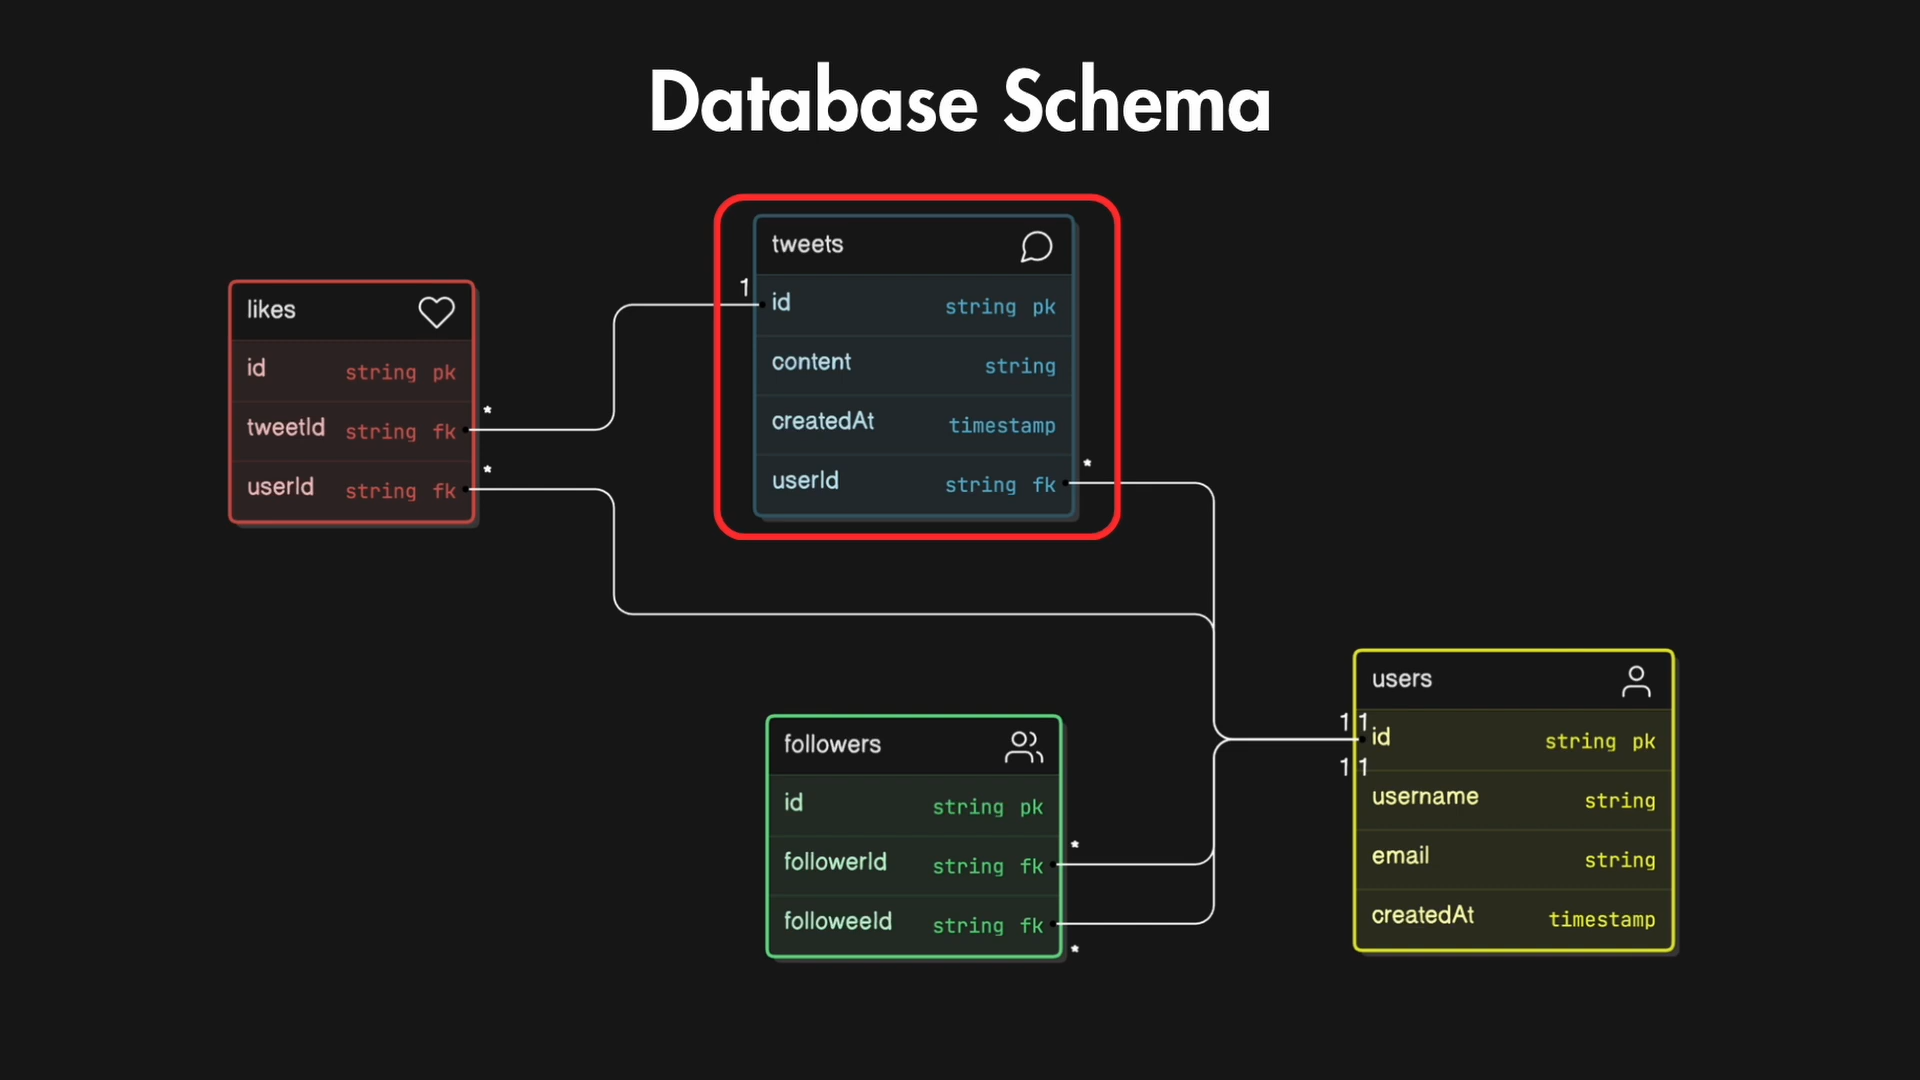 Database Schema
tweets
1
id string pk
content string
createdAt timestamp
userId string fk
*
likes
id string pk
tweetId string fk
*
userId string fk
*
followers
id string pk
followerId string fk
*
followeeId string fk
*
users
1 1
id string pk
1 1
username string
email string
createdAt timestamp